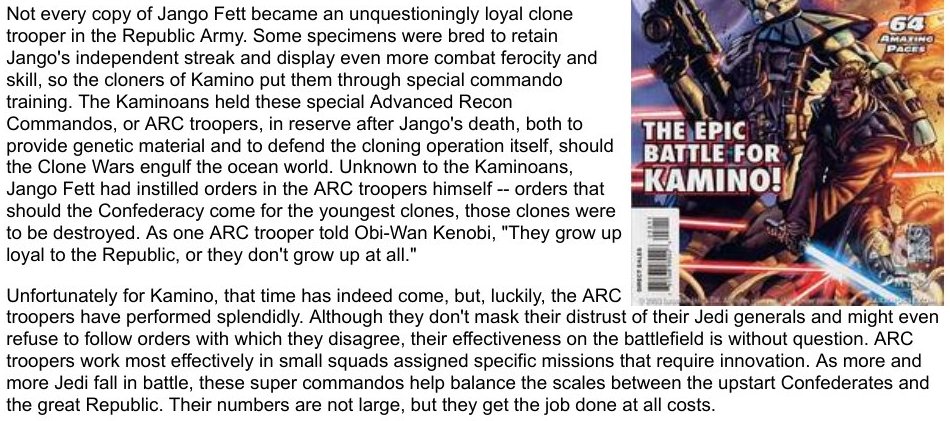 Not every copy of Jango Fett became an unquestioningly loyal clone
trooper in the Republic Army. Some specimens were bred to retain
Jango's independent streak and display even more combat ferocity and
skill, so the cloners of Kamino put them through special commando
training. The Kaminoans held these special Advanced Recon
Commandos, or ARC troopers, in reserve after Jango's death, both to
provide genetic material and to defend the cloning operation itself, should
the Clone Wars engulf the ocean world. Unknown to the Kaminoans,
Jango Fett had instilled orders in the ARC troopers himself -- orders that
should the Confederacy come for the youngest clones, those clones were
to be destroyed. As one ARC trooper told Obi-Wan Kenobi, "They grow up
loyal to the Republic, or they don't grow up at all."
Unfortunately for Kamino, that time has indeed come, but, luckily, the ARC
troopers have performed splendidly. Although they don't mask their distrust of their Jedi generals and might even
refuse to follow orders with which they disagree, their effectiveness on the battlefield is without question. ARC
troopers work most effectively in small squads assigned specific missions that require innovation. As more and
more Jedi fall in battle, these super commandos help balance the scales between the upstart Confederates and
the great Republic. Their numbers are not large, but they get the job done at all costs.
64
AMAZING
PAGES
THE EPIC
BATTLE FOR
KAMINO!
DIRECT SALES